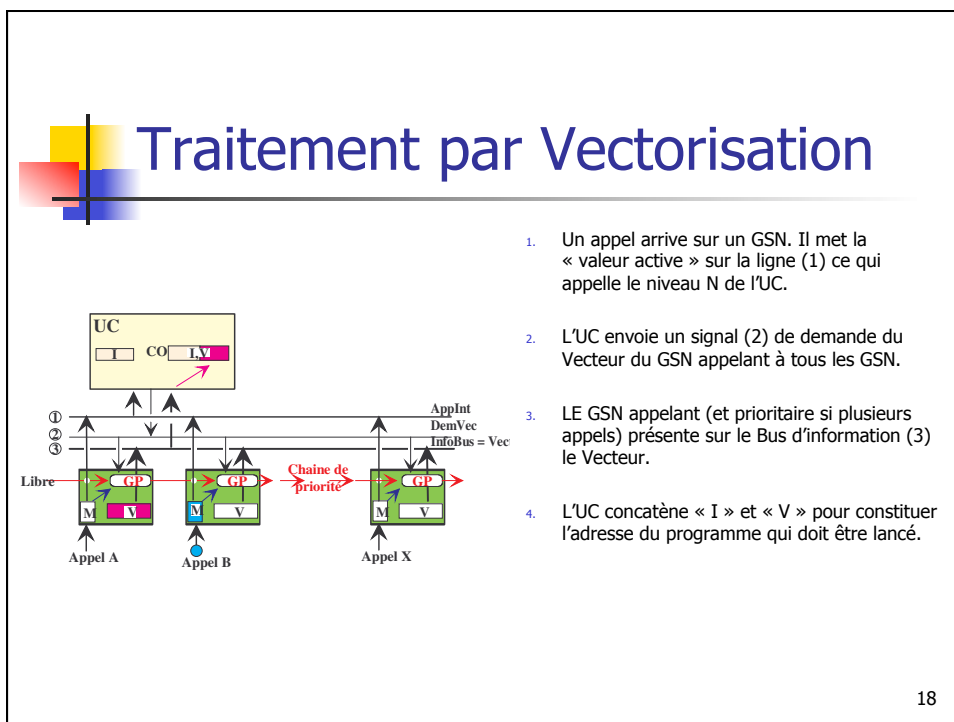 Traitement par Vectorisation
1. Un appel arrive sur un GSN. Il met la
« valeur active » sur la ligne (1) ce qui
appelle le niveau N de l'UC.
2. L'UC envoie un signal (2) de demande du
Vecteur du GSN appelant à tous les GSN.
3. LE GSN appelant (et prioritaire si plusieurs
appels) présente sur le Bus d'information (3)
le Vecteur.
4. L'UC concatène « I » et « V » pour constituer
l'adresse du programme qui doit être lancé.
UC
I CO I,V
① AppInt
② DemVec
③ InfoBus = Vect
Libre GP GP Chaine de
priorité GP
M V M V M V
Appel A Appel B Appel X
18